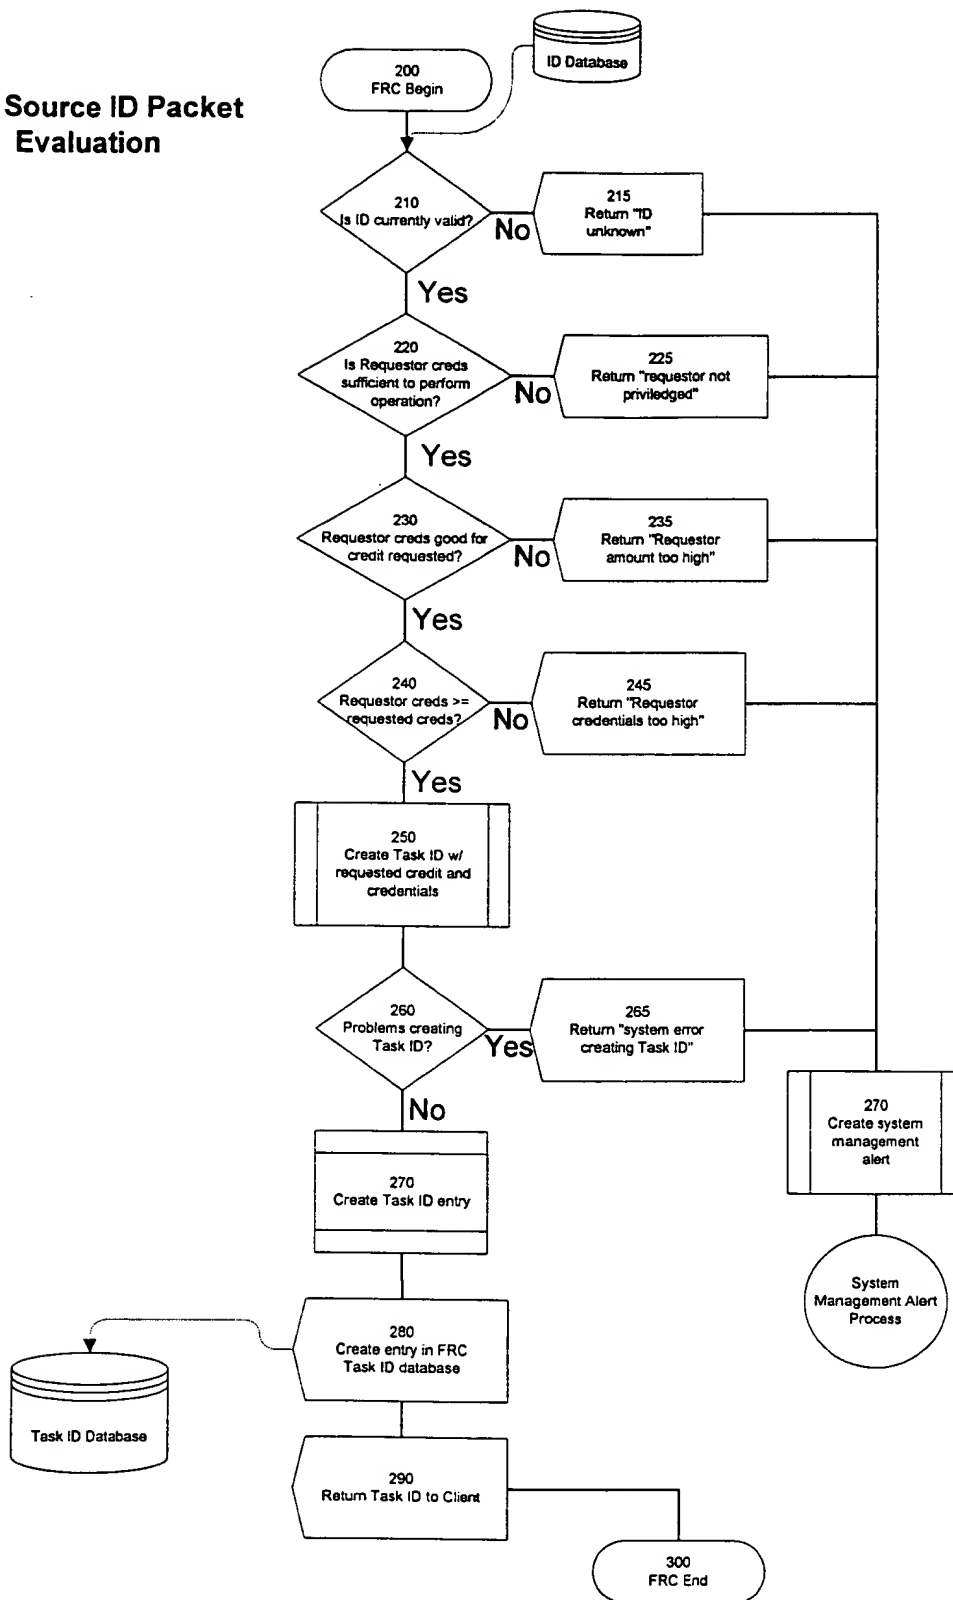 ID Database
200
FRC Begin
Source ID Packet
Evaluation
210
Is ID currently valid?
No
215
Return "ID
unknown"
Yes
220
Is Requestor creds
sufficient to perform
operation?
No
225
Return "requestor not
priviledged"
Yes
230
Requestor creds good for
credit requested?
No
235
Return "Requestor
amount too high"
Yes
240
Requestor creds >=
requested creds?
No
245
Return "Requestor
credentials too high"
Yes
250
Create Task ID w/
requested credit and
credentials
260
Problems creating
Task ID?
Yes
265
Return "system error
creating Task ID"
No
270
Create system
management
alert
270
Create Task ID entry
System
Management Alert
Process
280
Create entry in FRC
Task ID database
Task ID Database
290
Return Task ID to Client
300
FRC End